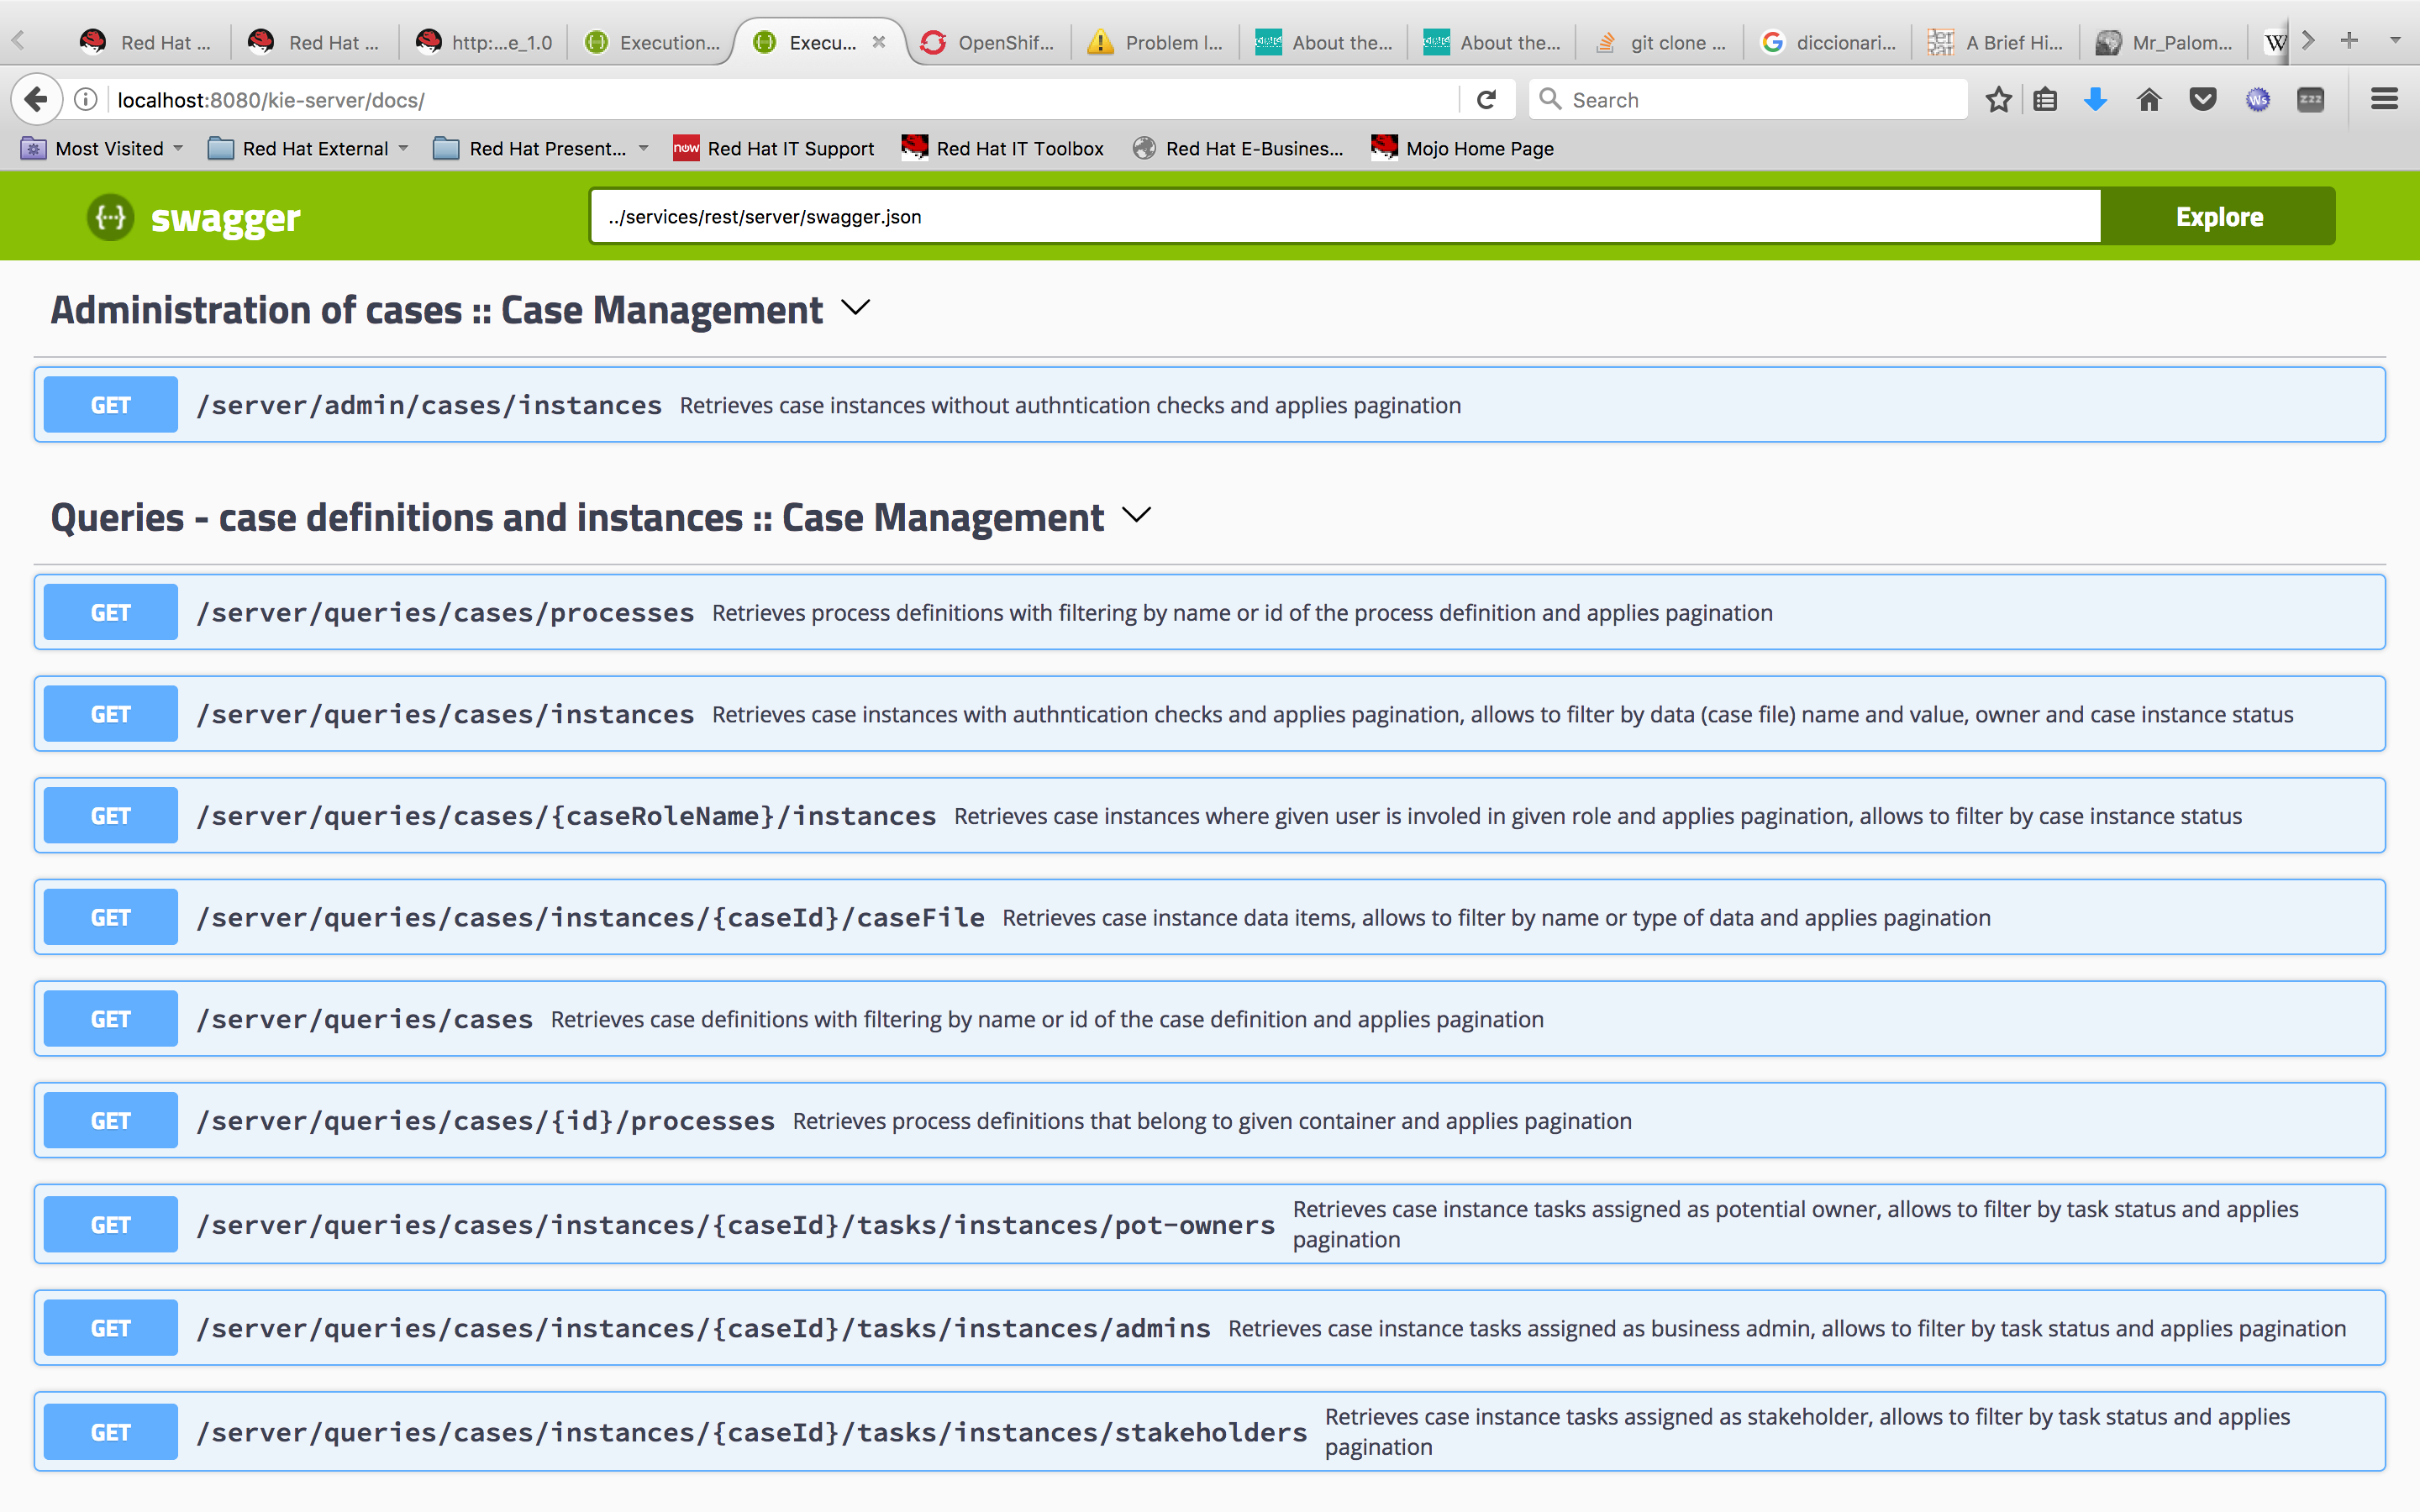 Red Hat ...
Red Hat ...
http:...e_1.0
Execution...
Execu...
OpenShif...
Problem l...
About the...
About the...
git clone ...
diccionari...
A Brief Hi...
Mr_Palom...
W
localhost:8080/kie-server/docs/
Search
Most Visited
Red Hat External
Red Hat Present...
now
Red Hat IT Support
Red Hat IT Toolbox
Red Hat E-Busines...
Mojo Home Page
{···} swagger
../services/rest/server/swagger.json
Explore
Administration of cases :: Case Management
GET /server/admin/cases/instances Retrieves case instances without authntication checks and applies pagination
Queries - case definitions and instances :: Case Management
GET /server/queries/cases/processes Retrieves process definitions with filtering by name or id of the process definition and applies pagination
GET /server/queries/cases/instances Retrieves case instances with authntication checks and applies pagination, allows to filter by data (case file) name and value, owner and case instance status
GET /server/queries/cases/{caseRoleName}/instances Retrieves case instances where given user is involed in given role and applies pagination, allows to filter by case instance status
GET /server/queries/cases/instances/{caseId}/caseFile Retrieves case instance data items, allows to filter by name or type of data and applies pagination
GET /server/queries/cases Retrieves case definitions with filtering by name or id of the case definition and applies pagination
GET /server/queries/cases/{id}/processes Retrieves process definitions that belong to given container and applies pagination
GET /server/queries/cases/instances/{caseId}/tasks/instances/pot-owners Retrieves case instance tasks assigned as potential owner, allows to filter by task status and applies
pagination
GET /server/queries/cases/instances/{caseId}/tasks/instances/admins Retrieves case instance tasks assigned as business admin, allows to filter by task status and applies pagination
GET /server/queries/cases/instances/{caseId}/tasks/instances/stakeholders Retrieves case instance tasks assigned as stakeholder, allows to filter by task status and applies
pagination